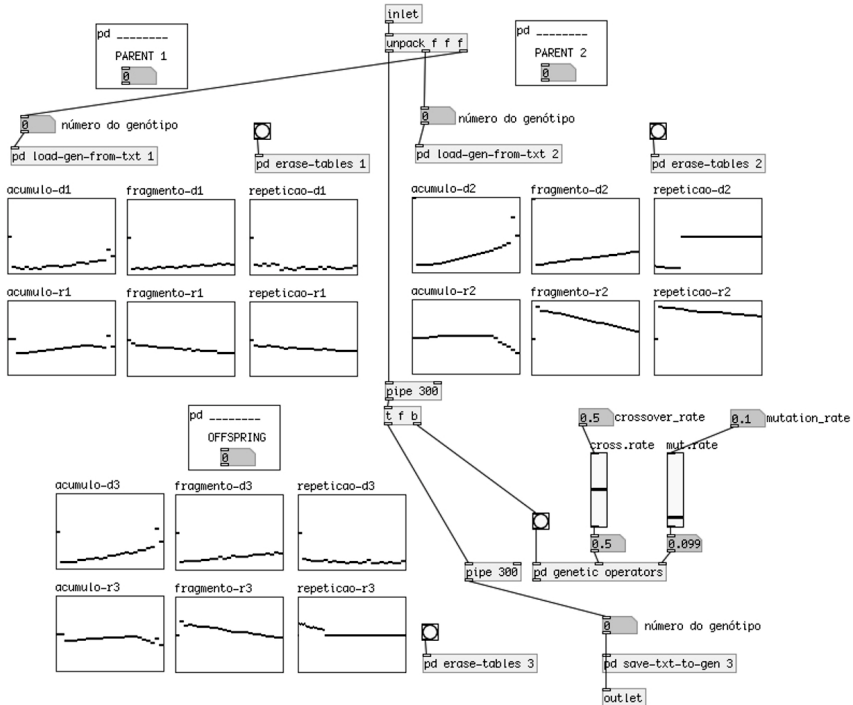 inlet
unpack f f f
pd ________
PARENT 1
0
pd ________
PARENT 2
0
0 número do genótipo
0 número do genótipo
pd load-gen-from-txt 1
pd erase-tables 1
pd load-gen-from-txt 2
pd erase-tables 2
acumulo-d1 fragmento-d1 repeticao-d1
acumulo-d2 fragmento-d2 repeticao-d2
acumulo-r1 fragmento-r1 repeticao-r1
acumulo-r2 fragmento-r2 repeticao-r2
pipe 300
t f b
pd ________
OFFSPRING
0
0.5 crossover_rate
0.1 mutation_rate
cross.rate mut.rate
0.5 0.099
acumulo-d3 fragmento-d3 repeticao-d3
pipe 300
pd genetic operators
acumulo-r3 fragmento-r3 repeticao-r3
0 número do genótipo
pd erase-tables 3
pd save-txt-to-gen 3
outlet